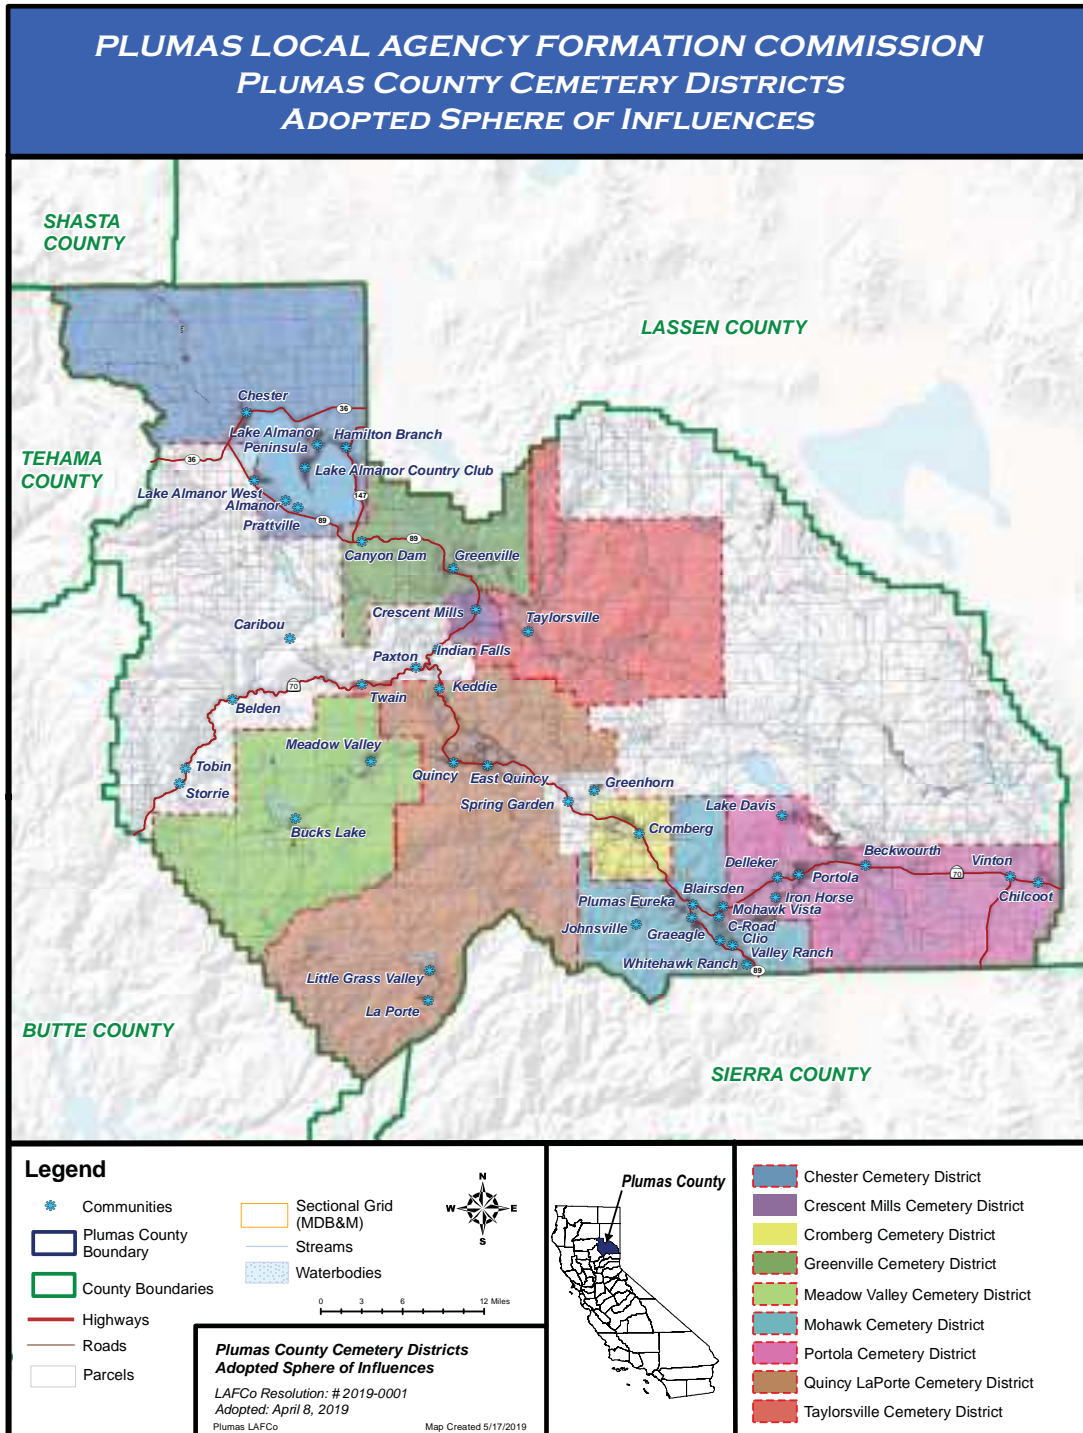 PLUMAS LOCAL AGENCY FORMATION COMMISSION
PLUMAS COUNTY CEMETERY DISTRICTS
ADOPTED SPHERE OF INFLUENCES
SHASTA
COUNTY
LASSEN COUNTY
TEHAMA
COUNTY
Chester
36
Lake Almanor
Peninsula
Hamilton Branch
36
Lake Almanor Country Club
Lake Almanor West
Almanor
147
Prattville
89
89
Canyon Dam
Greenville
Crescent Mills
Taylorsville
Caribou
Indian Falls
Paxton
70
Twain
Keddie
Belden
Meadow Valley
Quincy
East Quincy
Tobin
Storrie
Greenhorn
Spring Garden
Lake Davis
Bucks Lake
Cromberg
Beckwourth
Vinton
Delleker
Portola
70
Chilcoot
Blairsden
Iron Horse
Plumas Eureka
Mohawk Vista
Johnsville
C-Road
Graeagle
Clio
Valley Ranch
Whitehawk Ranch
89
Little Grass Valley
La Porte
BUTTE COUNTY
SIERRA COUNTY
Legend
Communities
Plumas County
Boundary
County Boundaries
Highways
Roads
Parcels
Sectional Grid
(MDB&M)
Streams
Waterbodies
N
W
E
S
0 3 6 12 Miles
Plumas County Cemetery Districts
Adopted Sphere of Influences
LAFCo Resolution: # 2019-0001
Adopted: April 8, 2019
Plumas LAFCo
Map Created 5/17/2019
Plumas County
Chester Cemetery District
Crescent Mills Cemetery District
Cromberg Cemetery District
Greenville Cemetery District
Meadow Valley Cemetery District
Mohawk Cemetery District
Portola Cemetery District
Quincy LaPorte Cemetery District
Taylorsville Cemetery District